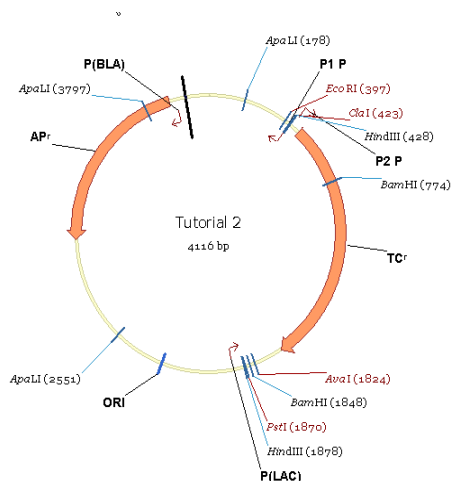 ApaLI (178)
P(BLA)
P1 P
ApaLI (3797)
EcoRI (397)
ClaI (423)
HindIII (428)
APr
P2 P
BamHI (774)
Tutorial 2
4116 bp
TCr
ApaLI (2551)
AvaI (1824)
ORI
BamHI (1848)
PstI (1870)
HindIII (1878)
P(LAC)